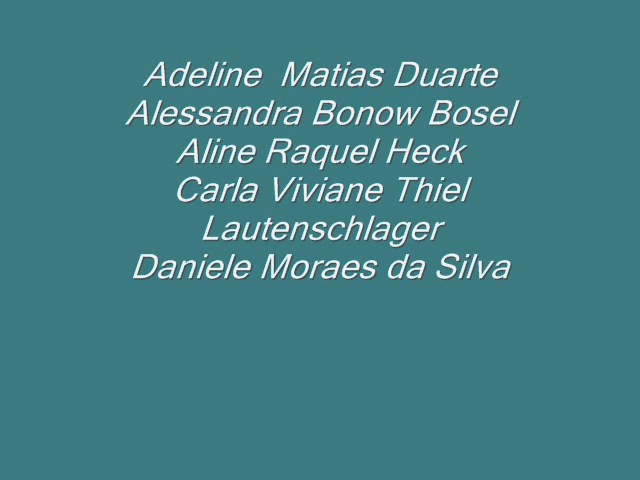 Adeline  Matias Duarte
Alessandra Bonow Bosel
Aline Raquel Heck
Carla Viviane Thiel
Lautenschlager
Daniele Moraes da Silva